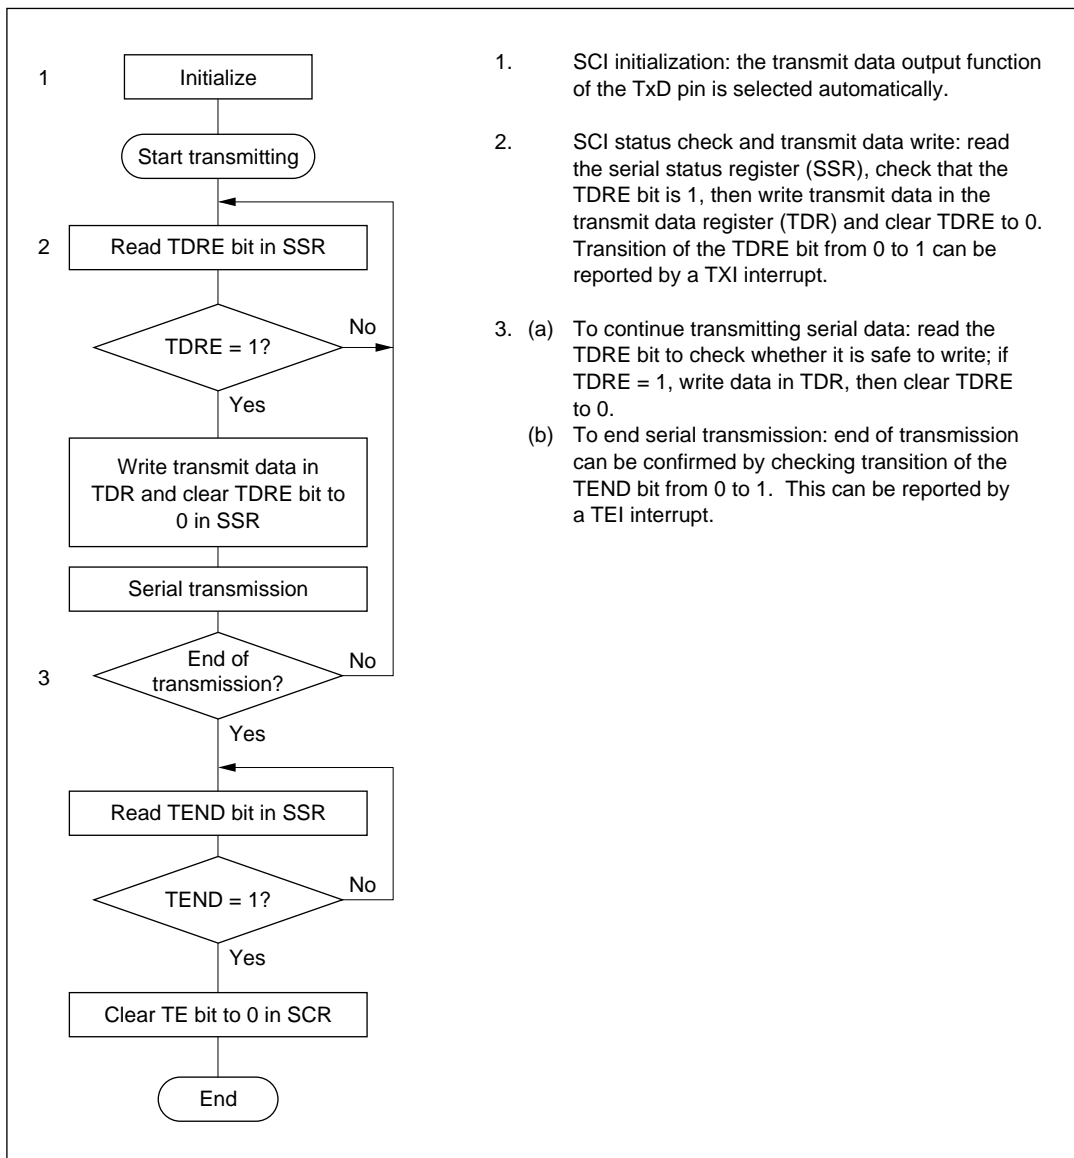 1
Initialize
Start transmitting
2
Read TDRE bit in SSR
TDRE = 1?
No
Yes
Write transmit data in
TDR and clear TDRE bit to
0 in SSR
Serial transmission
3
End of
transmission?
No
Yes
Read TEND bit in SSR
TEND = 1?
No
Yes
Clear TE bit to 0 in SCR
End
1. SCI initialization: the transmit data output function
of the TxD pin is selected automatically.
2. SCI status check and transmit data write: read
the serial status register (SSR), check that the
TDRE bit is 1, then write transmit data in the
transmit data register (TDR) and clear TDRE to 0.
Transition of the TDRE bit from 0 to 1 can be
reported by a TXI interrupt.
3. (a) To continue transmitting serial data: read the
TDRE bit to check whether it is safe to write; if
TDRE = 1, write data in TDR, then clear TDRE
to 0.
(b) To end serial transmission: end of transmission
can be confirmed by checking transition of the
TEND bit from 0 to 1. This can be reported by
a TEI interrupt.